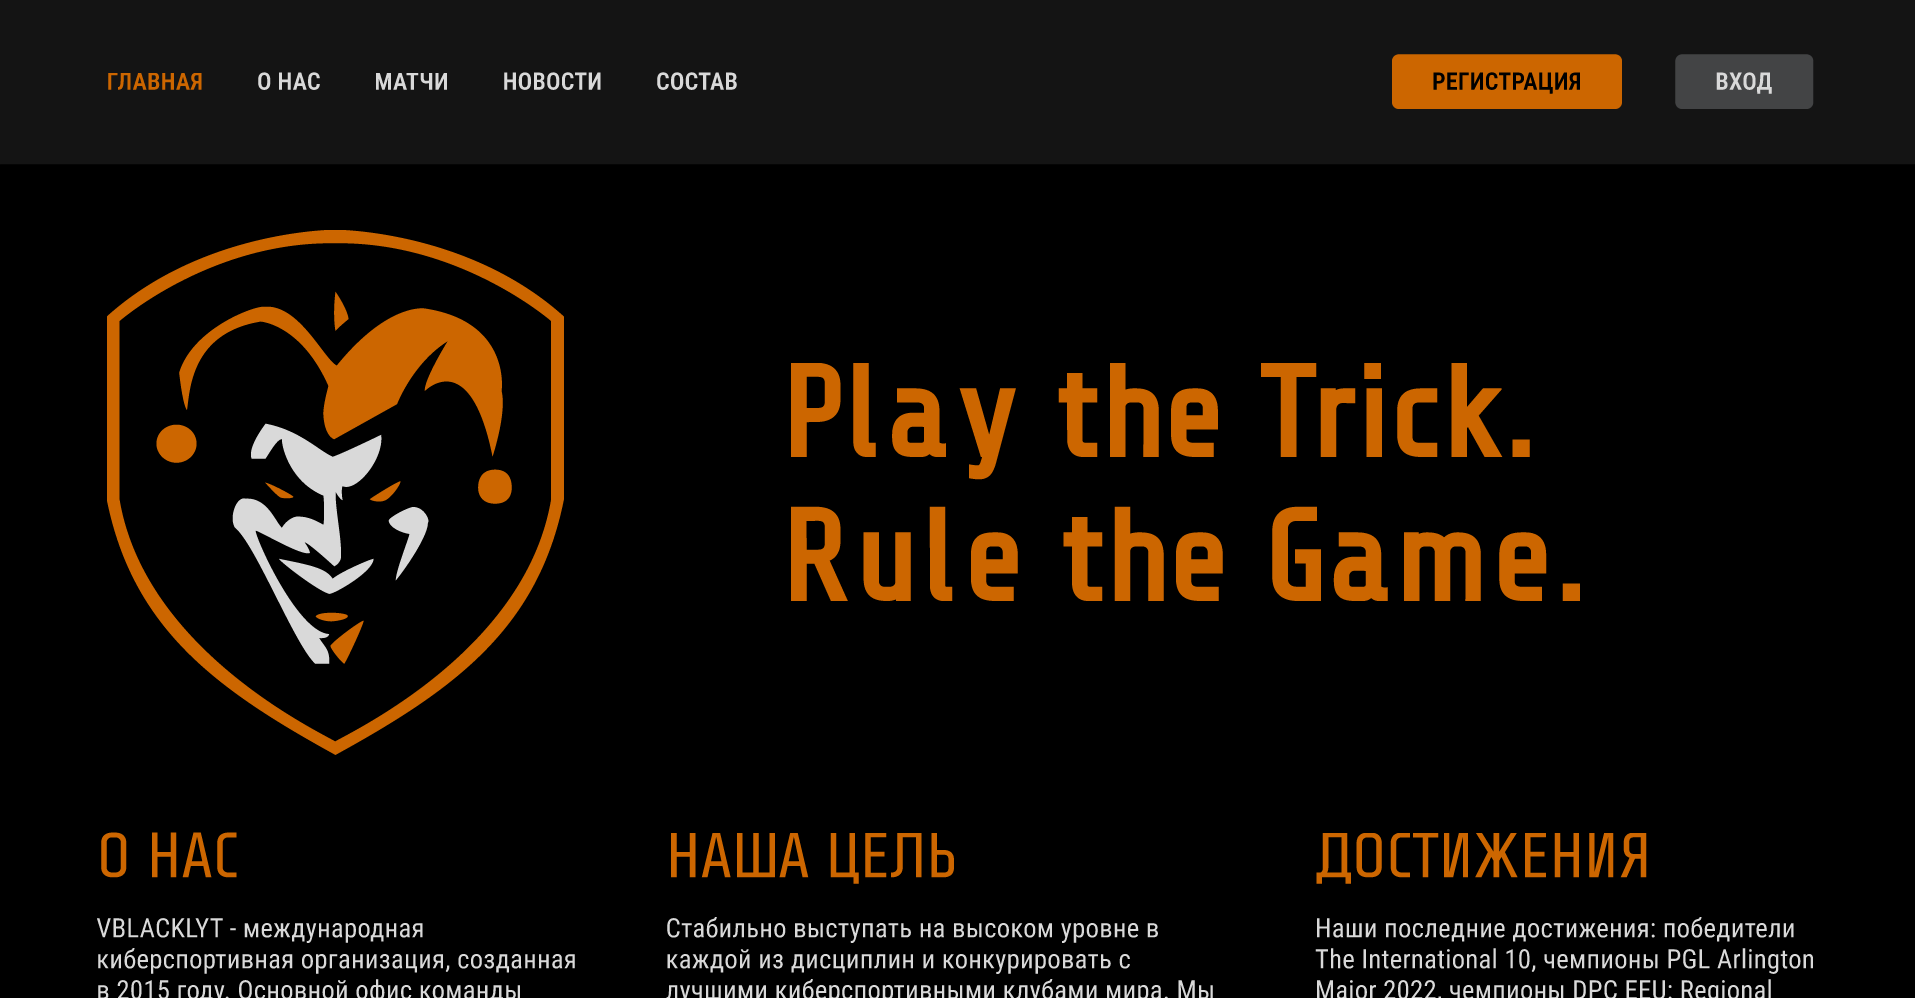 ГЛАВНАЯ О НАС МАТЧИ НОВОСТИ СОСТАВ РЕГИСТРАЦИЯ ВХОД
Play the Trick.
Rule the Game.
О НАС
VBLACKLYT - международная
киберспортивная организация, созданная
в 2015 году. Основной офис команды
НАША ЦЕЛЬ
Стабильно выступать на высоком уровне в
каждой из дисциплин и конкурировать с
лучшими киберспортивными клубами мира. Мы
ДОСТИЖЕНИЯ
Наши последние достижения: победители
The International 10, чемпионы PGL Arlington
Major 2022, чемпионы DPC EEU: Regional